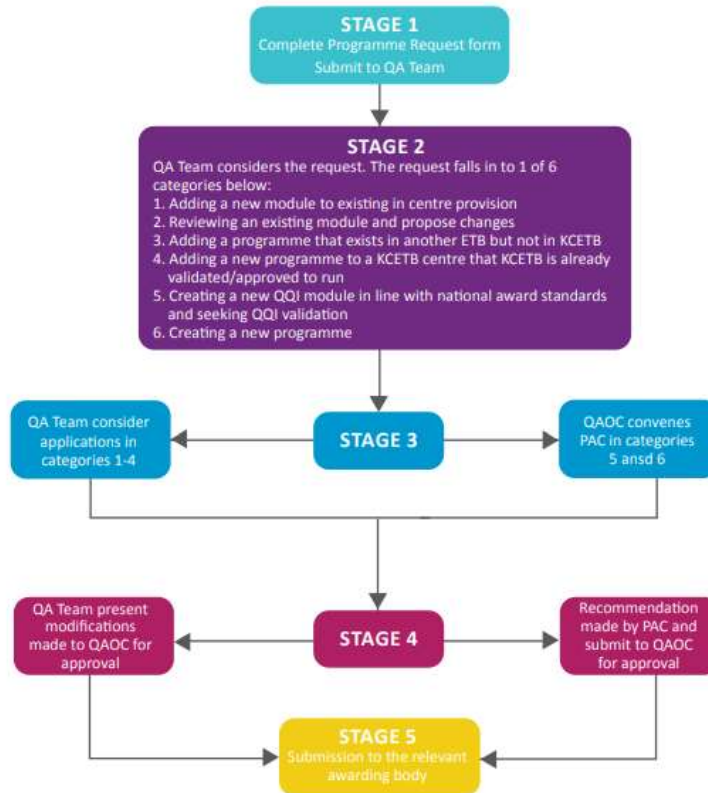 STAGE 1
Complete Programme Request form
Submit to QA Team
STAGE 2
QA Team considers the request. The request falls in to 1 of 6
categories below:
1. Adding a new module to existing in centre provision
2. Reviewing an existing module and propose changes
3. Adding a programme that exists in another ETB but not in KCETB
4. Adding a new programme to a KCETB centre that KCETB is already
validated/approved to run
5. Creating a new QQI module in line with national award standards
and seeking QQI validation
6. Creating a new programme
QA Team consider
applications in
categories 1-4
STAGE 3
QAOC convenes
PAC in categories
5 ansd 6
QA Team present
modifications
made to QAOC for
approval
STAGE 4
Recommendation
made by PAC and
submit to QAOC
for approval
STAGE 5
Submission to the relevant
awarding body